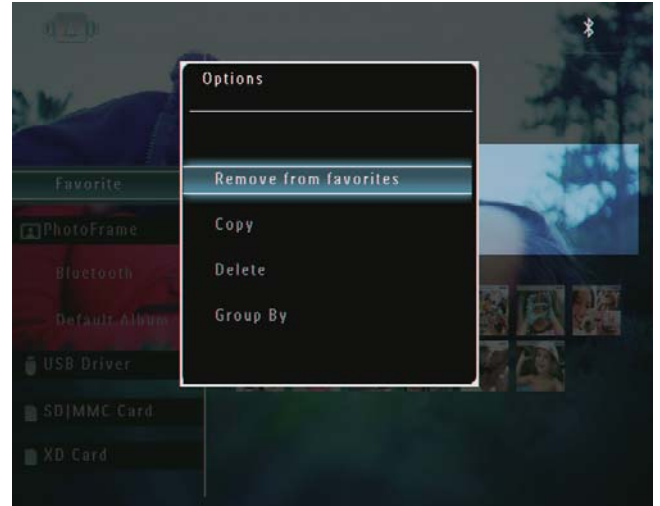 Options
Remove from favorites
Copy
Delete
Group By
Favorite
PhotoFrame
Bluetooth
Default Album
USB Driver
SD|MMC Card
XD Card